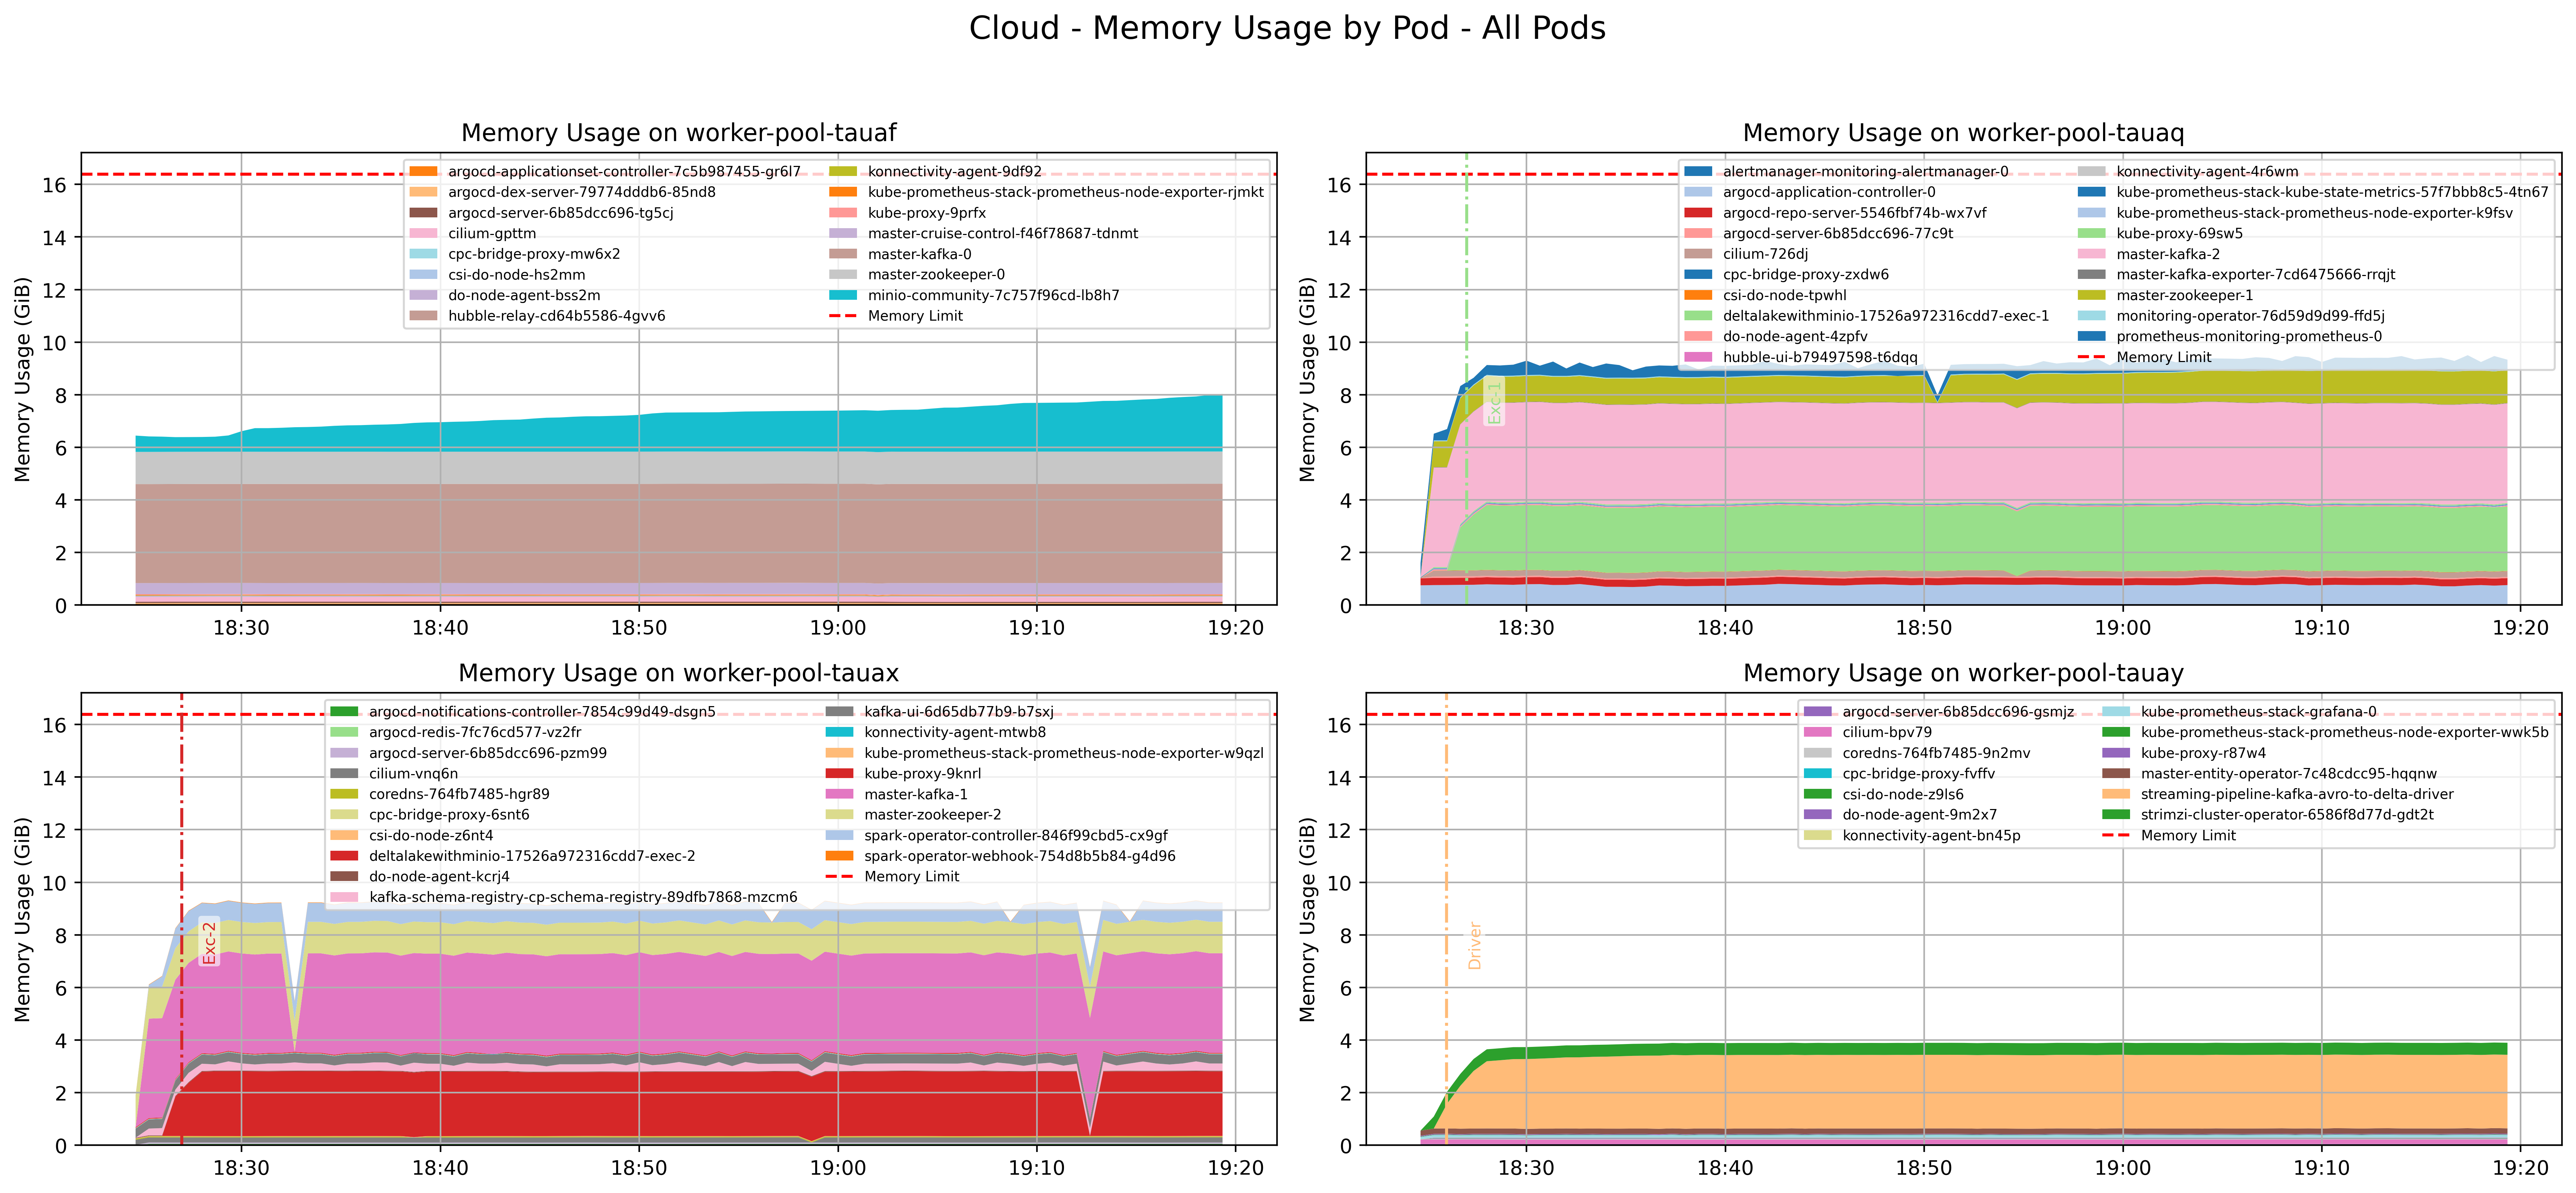 Cloud - Memory Usage by Pod - All Pods
Memory Usage on worker-pool-tauaf
Memory Usage (GiB)
16
14
12
10
8
6
4
2
0
argocd-applicationset-controller-7c5b987455-gr6l7
argocd-dex-server-79774dddb6-85nd8
argocd-server-6b85dcc696-tg5cj
cilium-gpttm
cpc-bridge-proxy-mw6x2
csi-do-node-hs2mm
do-node-agent-bss2m
hubble-relay-cd64b5586-4gvv6
konnectivity-agent-9df92
kube-prometheus-stack-prometheus-node-exporter-rjmkt
kube-proxy-9prfx
master-cruise-control-f46f78687-tdnmt
master-kafka-0
master-zookeeper-0
minio-community-7c757f96cd-lb8h7
Memory Limit
18:30 18:40 18:50 19:00 19:10 19:20
Memory Usage on worker-pool-tauaq
Memory Usage (GiB)
16
14
12
10
8
6
4
2
0
alertmanager-monitoring-alertmanager-0
argocd-application-controller-0
argocd-repo-server-5546fbf74b-wx7vf
argocd-server-6b85dcc696-77c9t
cilium-726dj
cpc-bridge-proxy-zxdw6
csi-do-node-tpwhl
deltalakewithminio-17526a972316cdd7-exec-1
do-node-agent-4zpfv
hubble-ui-b79497598-t6dqq
konnectivity-agent-4r6wm
kube-prometheus-stack-kube-state-metrics-57f7bbb8c5-4tn67
kube-prometheus-stack-prometheus-node-exporter-k9fsv
kube-proxy-69sw5
master-kafka-2
master-kafka-exporter-7cd6475666-rrqjt
master-zookeeper-1
monitoring-operator-76d59d9d99-ffd5j
prometheus-monitoring-prometheus-0
Memory Limit
Exc-1
18:30 18:40 18:50 19:00 19:10 19:20
Memory Usage on worker-pool-tauax
Memory Usage (GiB)
16
14
12
10
8
6
4
2
0
argocd-notifications-controller-7854c99d49-dsgn5
argocd-redis-7fc76cd577-vz2fr
argocd-server-6b85dcc696-pzm99
cilium-vnq6n
coredns-764fb7485-hgr89
cpc-bridge-proxy-6snt6
csi-do-node-z6nt4
deltalakewithminio-17526a972316cdd7-exec-2
do-node-agent-kcrj4
kafka-schema-registry-cp-schema-registry-89dfb7868-mzcm6
kafka-ui-6d65db77b9-b7sxj
konnectivity-agent-mtwb8
kube-prometheus-stack-prometheus-node-exporter-w9qzl
kube-proxy-9knrl
master-kafka-1
master-zookeeper-2
spark-operator-controller-846f99cbd5-cx9gf
spark-operator-webhook-754d8b5b84-g4d96
Memory Limit
Exc-2
18:30 18:40 18:50 19:00 19:10 19:20
Memory Usage on worker-pool-tauay
Memory Usage (GiB)
16
14
12
10
8
6
4
2
0
argocd-server-6b85dcc696-gsmjz
cilium-bpv79
coredns-764fb7485-9n2mv
cpc-bridge-proxy-fvffv
csi-do-node-z9ls6
do-node-agent-9m2x7
konnectivity-agent-bn45p
kube-prometheus-stack-grafana-0
kube-prometheus-stack-prometheus-node-exporter-wwk5b
kube-proxy-r87w4
master-entity-operator-7c48cdcc95-hqqnw
streaming-pipeline-kafka-avro-to-delta-driver
strimzi-cluster-operator-6586f8d77d-gdt2t
Memory Limit
Driver
18:30 18:40 18:50 19:00 19:10 19:20